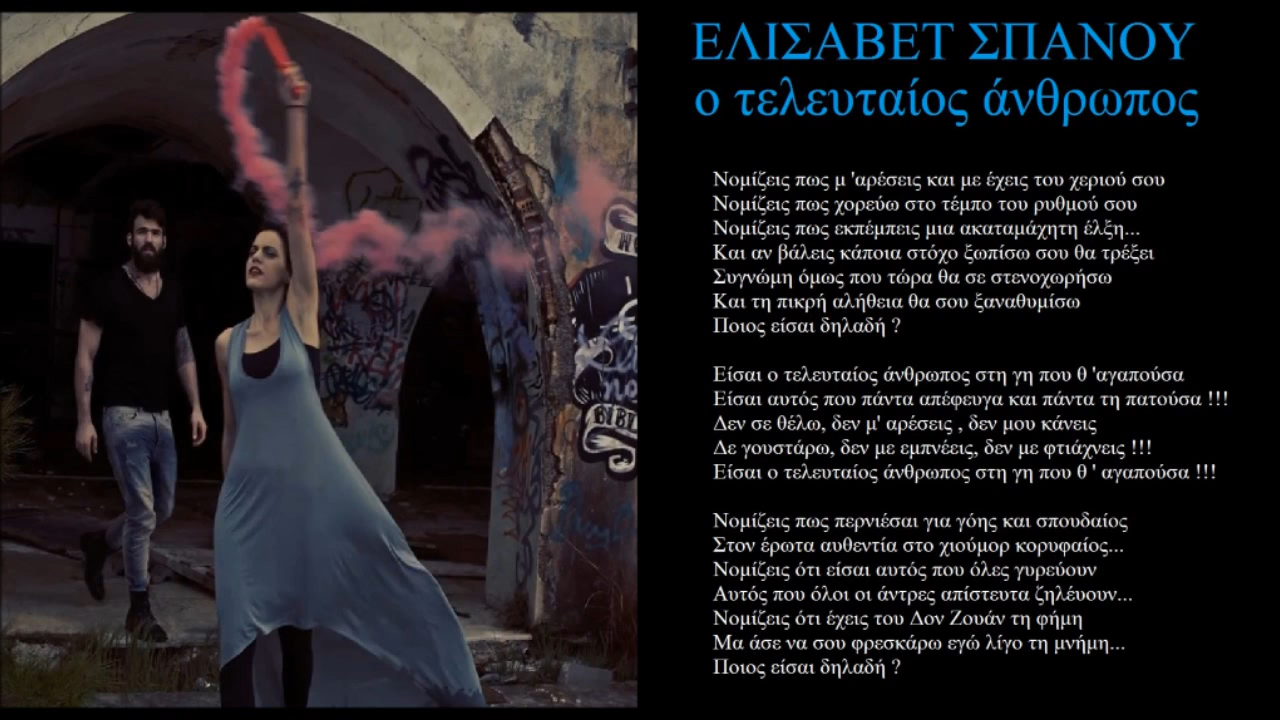 ΕΛΙΣΑΒΕΤ ΣΠΑΝΟΥ
ο τελευταίος άνθρωπος
Νομίζεις πως μ 'αρέσεις και με έχεις του χεριού σου
Νομίζεις πως χορεύω στο τέμπο του ρυθμού σου
Νομίζεις πως εκπέμπεις μια ακαταμάχητη έλξη...
Και αν βάλεις κάποια στόχο ξωπίσω σου θα τρέξει
Συγνώμη όμως που τώρα θα σε στενοχωρήσω
Και τη πικρή αλήθεια θα σου ξαναθυμίσω
Ποιος είσαι δηλαδή ?
Είσαι ο τελευταίος άνθρωπος στη γη που θ 'αγαπούσα
Είσαι αυτός που πάντα απέφευγα και πάντα τη πατούσα !!!
Δεν σε θέλω, δεν μ' αρέσεις , δεν μου κάνεις
Δε γουστάρω, δεν με εμπνέεις, δεν με φτιάχνεις !!!
Είσαι ο τελευταίος άνθρωπος στη γη που θ ' αγαπούσα !!!
Νομίζεις πως περνιέσαι για γόης και σπουδαίος
Στον έρωτα αυθεντία στο χιούμορ κορυφαίος...
Νομίζεις ότι είσαι αυτός που όλες γυρεύουν
Αυτός που όλοι οι άντρες απίστευτα ζηλέυουν...
Νομίζεις ότι έχεις του Δον Ζουάν τη φήμη
Μα άσε να σου φρεσκάρω εγώ λίγο τη μνήμη...
Ποιος είσαι δηλαδή ?